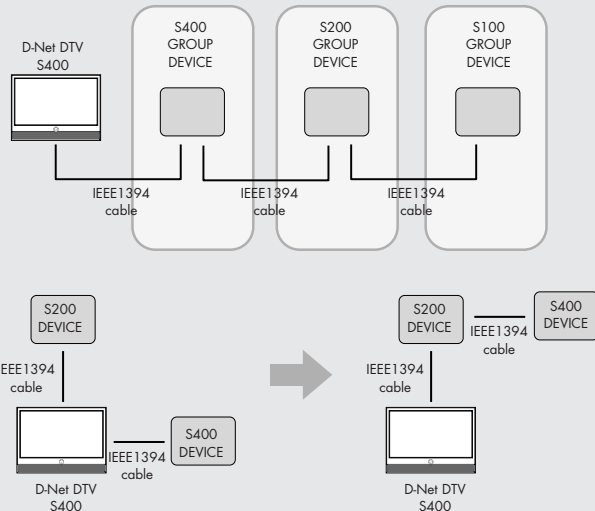 D-Net DTV
S400
S400
GROUP
DEVICE
S200
GROUP
DEVICE
S100
GROUP
DEVICE
IEEE1394
cable
IEEE1394
cable
IEEE1394
cable
S200
DEVICE
IEEE1394
cable
S400
DEVICE
IEEE1394
cable
D-Net DTV
S400
S200
DEVICE
S400
DEVICE
IEEE1394
cable
IEEE1394
cable
D-Net DTV
S400